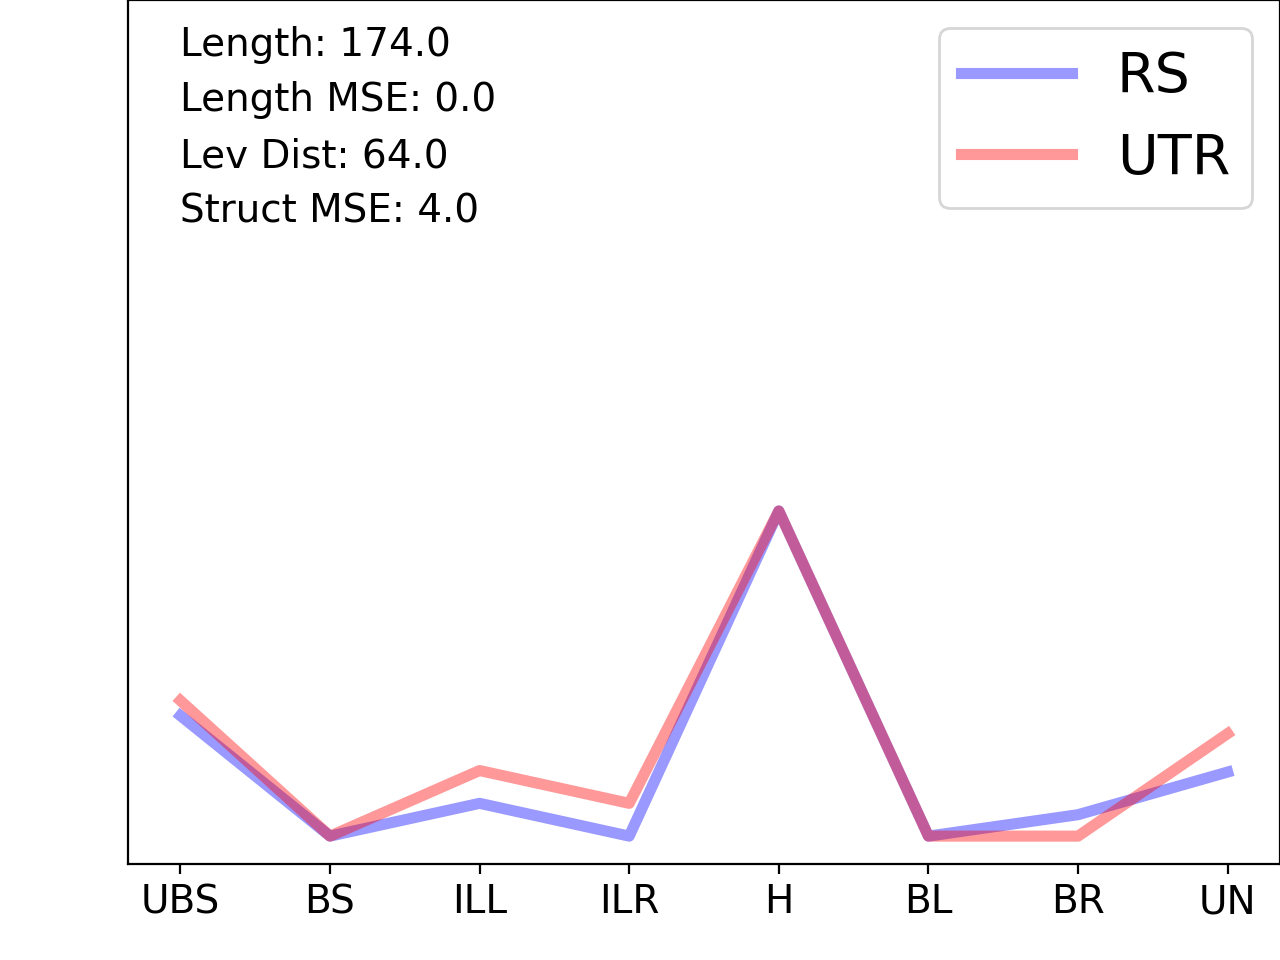 Length: 174.0
Length MSE: 0.0
Lev Dist: 64.0
Struct MSE: 4.0
RS
UTR
UBS BS ILL ILR H BL BR UN